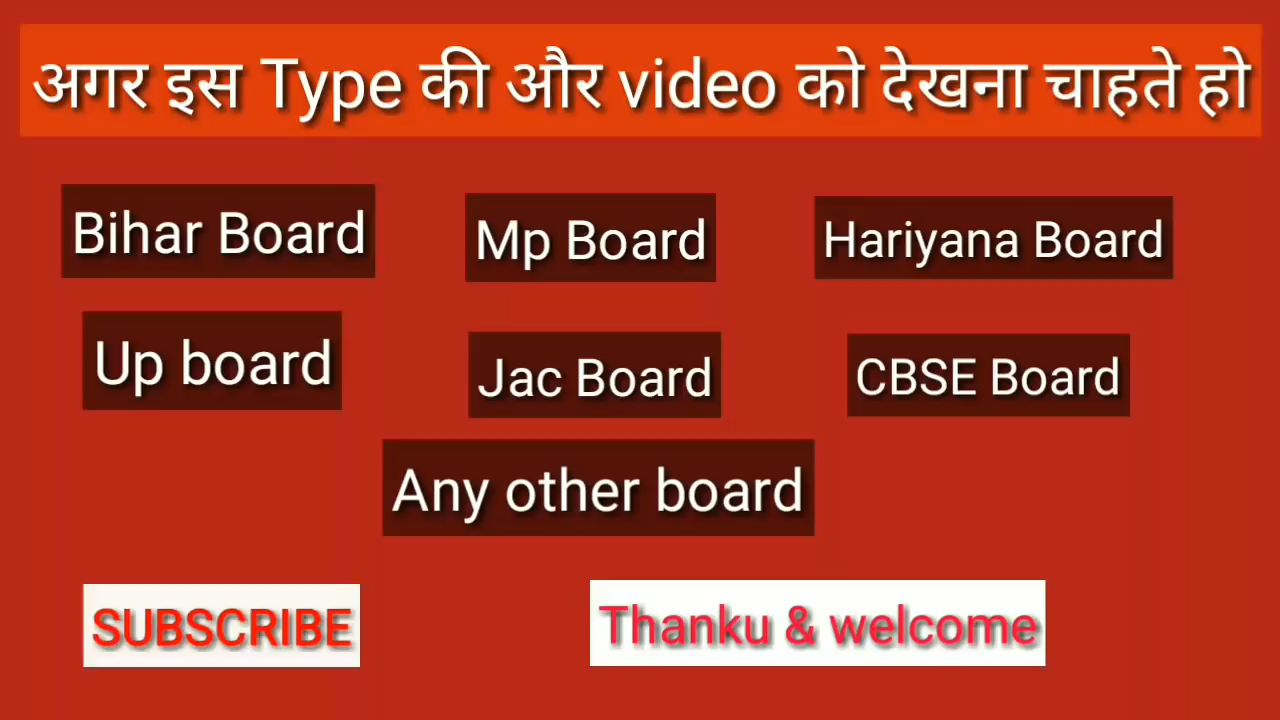 अगर इस Type की और video को देखना चाहते हो
Bihar Board
Mp Board
Hariyana Board
Up board
Jac Board
CBSE Board
Any other board
SUBSCRIBE
Thanku & welcome